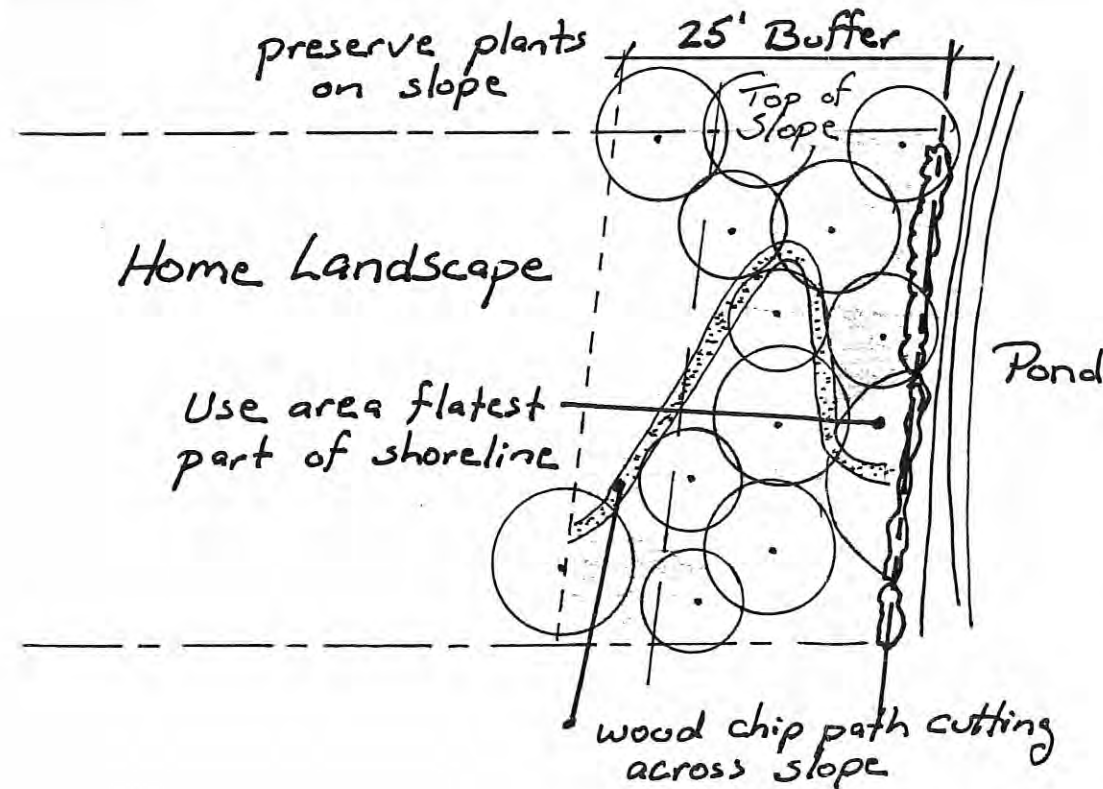 preserve plants
on slope
25' Buffer
Top of
Slope
Home Landscape
Use area flatest
part of shoreline
Pond
wood chip path cutting
across slope